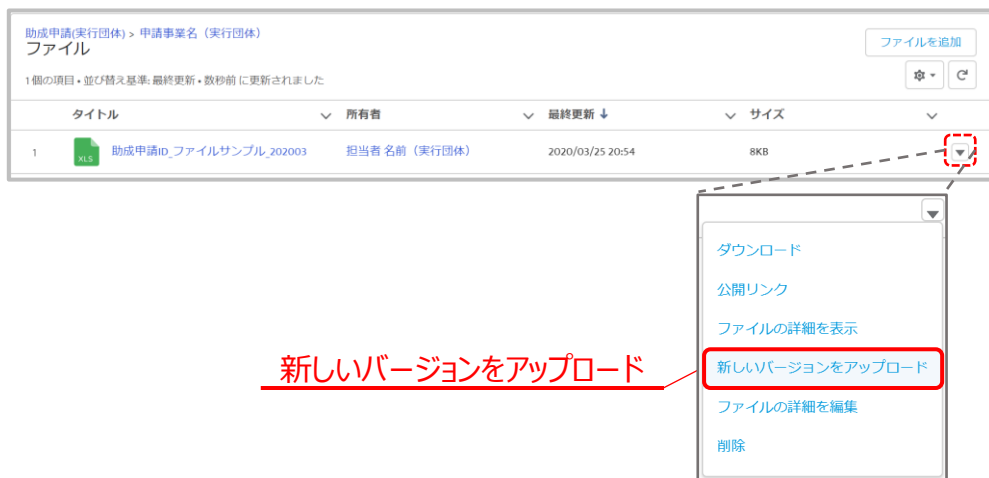 助成申請(実行団体) > 申請事業名（実行団体）
ファイル
ファイルを追加
1個の項目 • 並び替え基準: 最終更新 • 数秒前 に更新されました
タイトル 所有者 最終更新 ↓ サイズ
1 XLS 助成申請ID_ファイルサンプル_202003 担当者 名前（実行団体） 2020/03/25 20:54 8KB
ダウンロード
公開リンク
ファイルの詳細を表示
新しいバージョンをアップロード
新しいバージョンをアップロード
ファイルの詳細を編集
削除